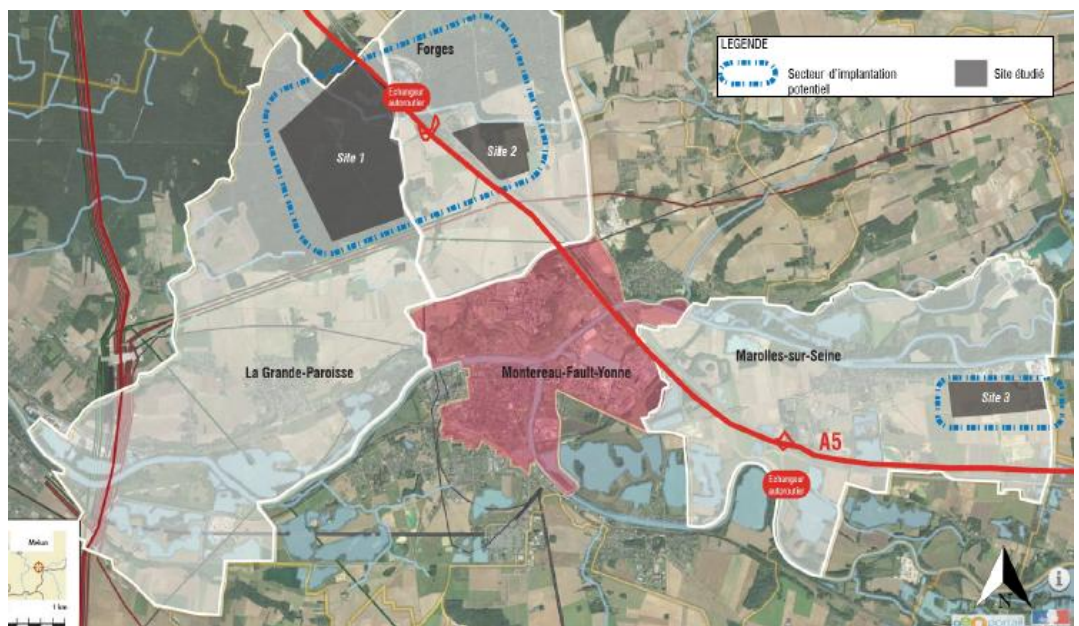 Forges
LEGENDE
Secteur d'implantation
potentiel
Site étudié
Echangeur
autoroutier
Site 1
Site 2
La Grande-Paroisse
Montereau-Fault-Yonne
Marolles-sur-Seine
Site 3
A5
Echangeur
autoroutier
Melun
1 km
N
i
géoportail